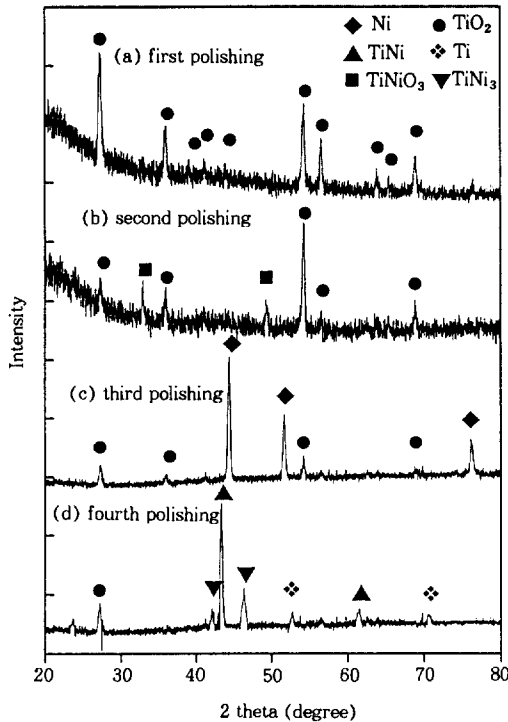 Ni TiO2
TiNi Ti
TiNiO3 TiNi3
(a) first polishing
(b) second polishing
(c) third polishing
(d) fourth polishing
Intensity
20 30 40 50 60 70 80
2 theta (degree)